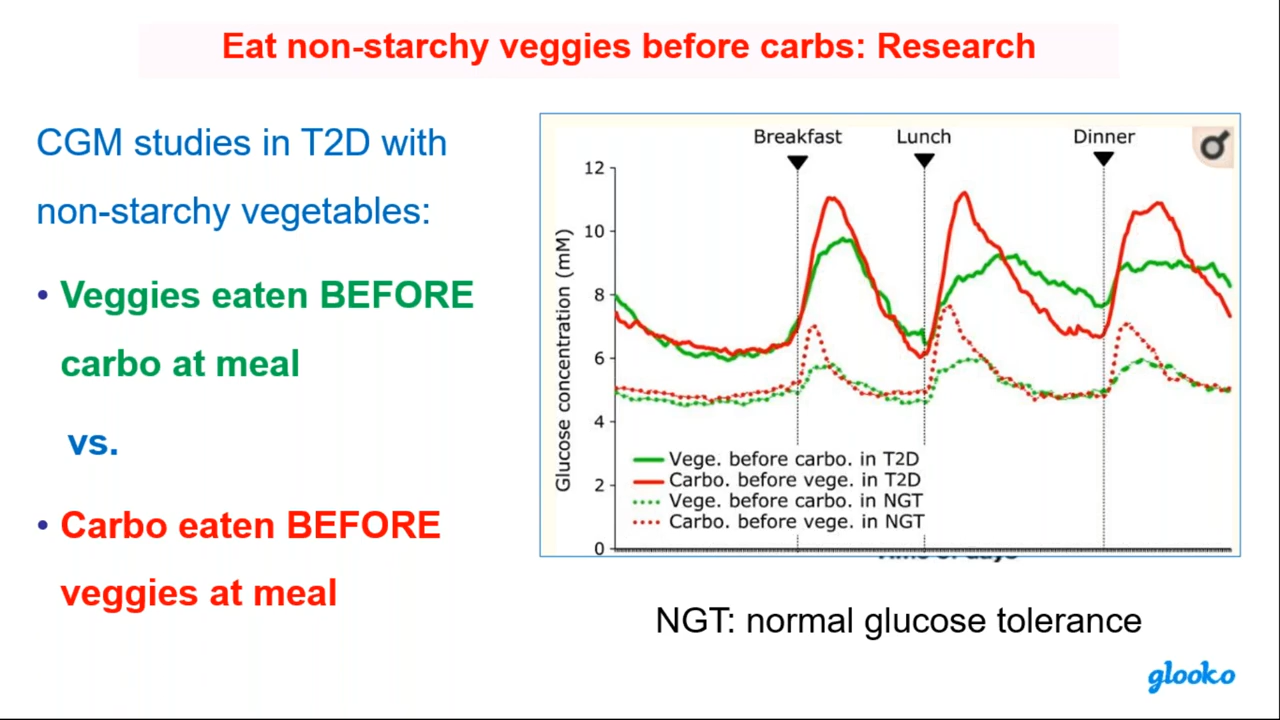 Eat non-starchy veggies before carbs: Research
CGM studies in T2D with
non-starchy vegetables:
• Veggies eaten BEFORE
carbo at meal
vs.
• Carbo eaten BEFORE
veggies at meal
Breakfast
Lunch
Dinner
Glucose concentration (mM)
12
10
8
6
4
2
0
Vege. before carbo. in T2D
Carbo. before vege. in T2D
Vege. before carbo. in NGT
Carbo. before vege. in NGT
NGT: normal glucose tolerance
glooko